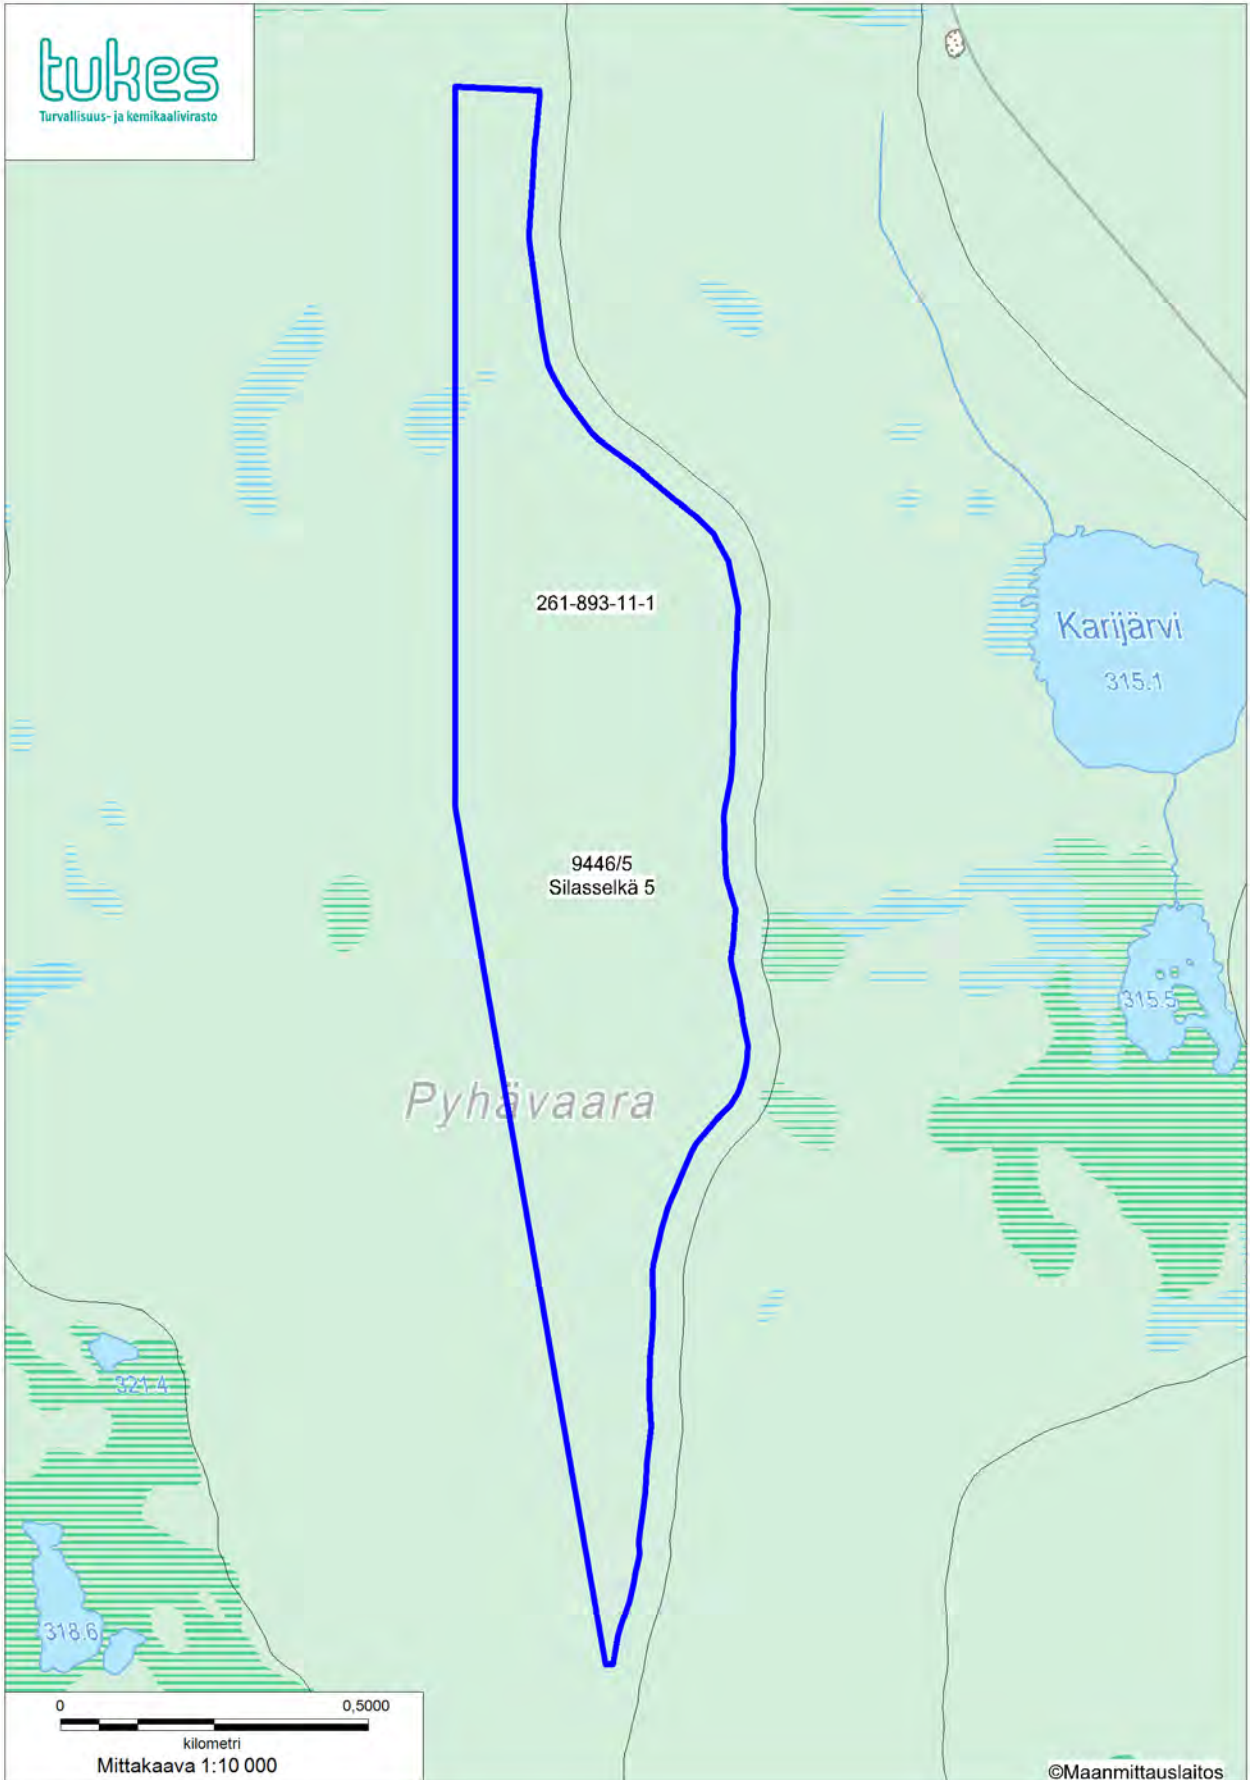 tukes
Turvallisuus- ja kemikaalivirasto
261-893-11-1
Karijärvi
315.1
9446/5
Silasselkä 5
315.5
Pyhävaara
321.4
318.6
0 0,5000
kilometri
Mittakaava 1:10 000
©Maanmittauslaitos